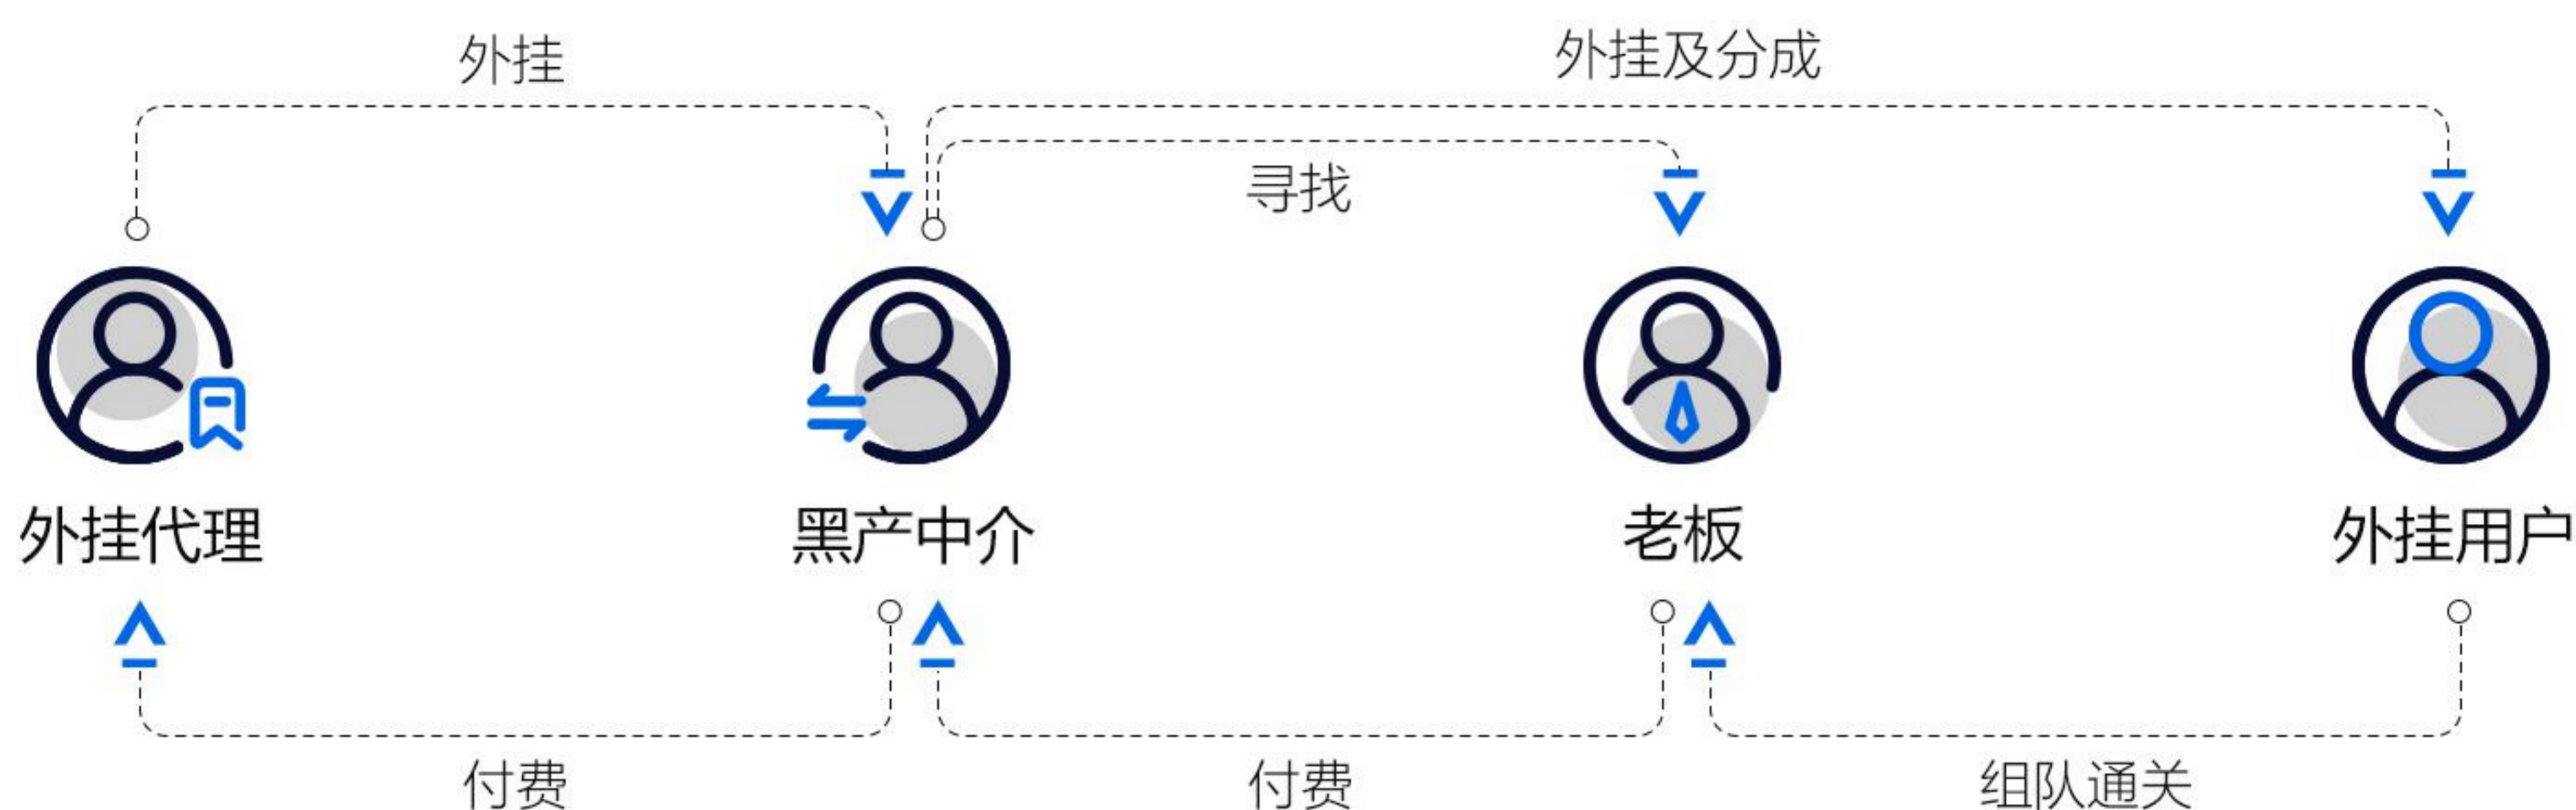 外挂
外挂及分成
寻找
外挂代理
黑产中介
老板
外挂用户
付费
付费
组队通关